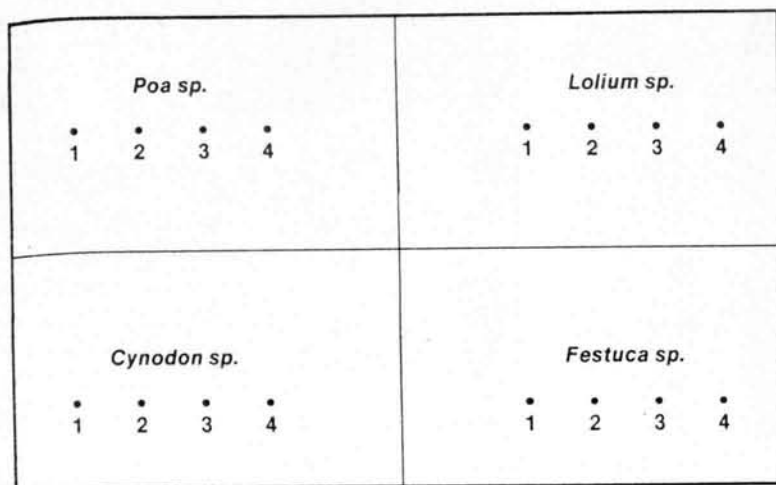 Poa sp.
1 2 3 4
Lolium sp.
1 2 3 4
Cynodon sp.
1 2 3 4
Festuca sp.
1 2 3 4